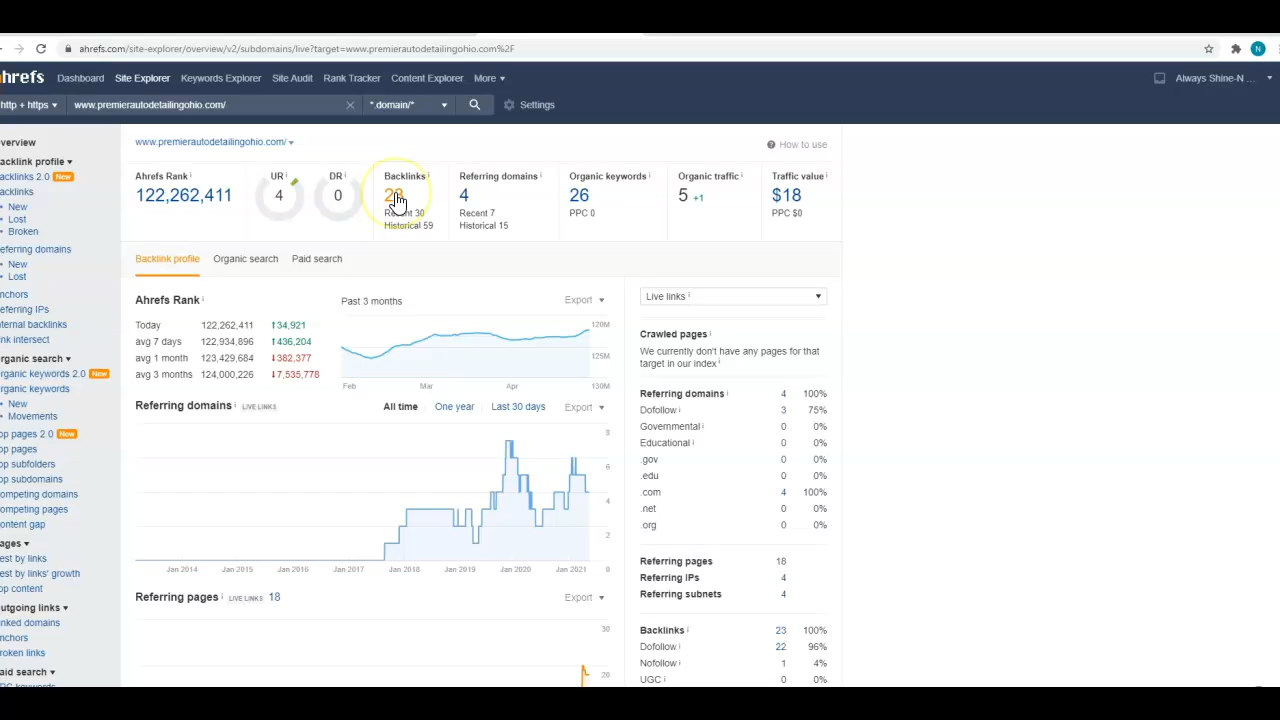 ahrefs.com/site-explorer/overview/v2/subdomains/live?target=www.premierautodetailingohio.com%2F
N
hrefs Dashboard Site Explorer Keywords Explorer Site Audit Rank Tracker Content Explorer More Always Shine-N ...
http + https www.premierautodetailingohio.com/ *.domain/* Settings
verview
acklink profile
acklinks 2.0 New
acklinks
New
Lost
Broken
eferring domains
New
Lost
nchors
eferring IPs
nternal backlinks
ink intersect
rganic search
rganic keywords 2.0 New
rganic keywords
New
Movements
op pages 2.0 New
op pages
op subfolders
op subdomains
ompeting domains
ompeting pages
ontent gap
ages
est by links
est by links' growth
op content
utgoing links
inked domains
nchors
roken links
aid search
www.premierautodetailingohio.com/
How to use
Ahrefs Rank
122,262,411
UR
4
DR
0
Backlinks
23
Recent 30
Historical 59
Referring domains
4
Recent 7
Historical 15
Organic keywords
26
PPC 0
Organic traffic
5 +1
Traffic value
$18
PPC $0
Backlink profile Organic search Paid search
Ahrefs Rank
Past 3 months
Export
Today 122,262,411 ↑34,921
avg 7 days 122,934,896 ↑436,204
avg 1 month 123,429,684 ↓382,377
avg 3 months 124,000,226 ↓7,535,778
120M
125M
130M
Feb Mar Apr
Referring domains LIVE LINKS
All time One year Last 30 days Export
8
6
4
2
0
Jan 2014 Jan 2015 Jan 2016 Jan 2017 Jan 2018 Jan 2019 Jan 2020 Jan 2021
Referring pages LIVE LINKS 18
Export
30
20
Live links
Crawled pages
We currently don't have any pages for that
target in our index
Referring domains 4 100%
Dofollow 3 75%
Governmental 0 0%
Educational 0 0%
.gov 0 0%
.edu 0 0%
.com 4 100%
.net 0 0%
.org 0 0%
Referring pages 18
Referring IPs 4
Referring subnets 4
Backlinks 23 100%
Dofollow 22 96%
Nofollow 1 4%
UGC 0 0%